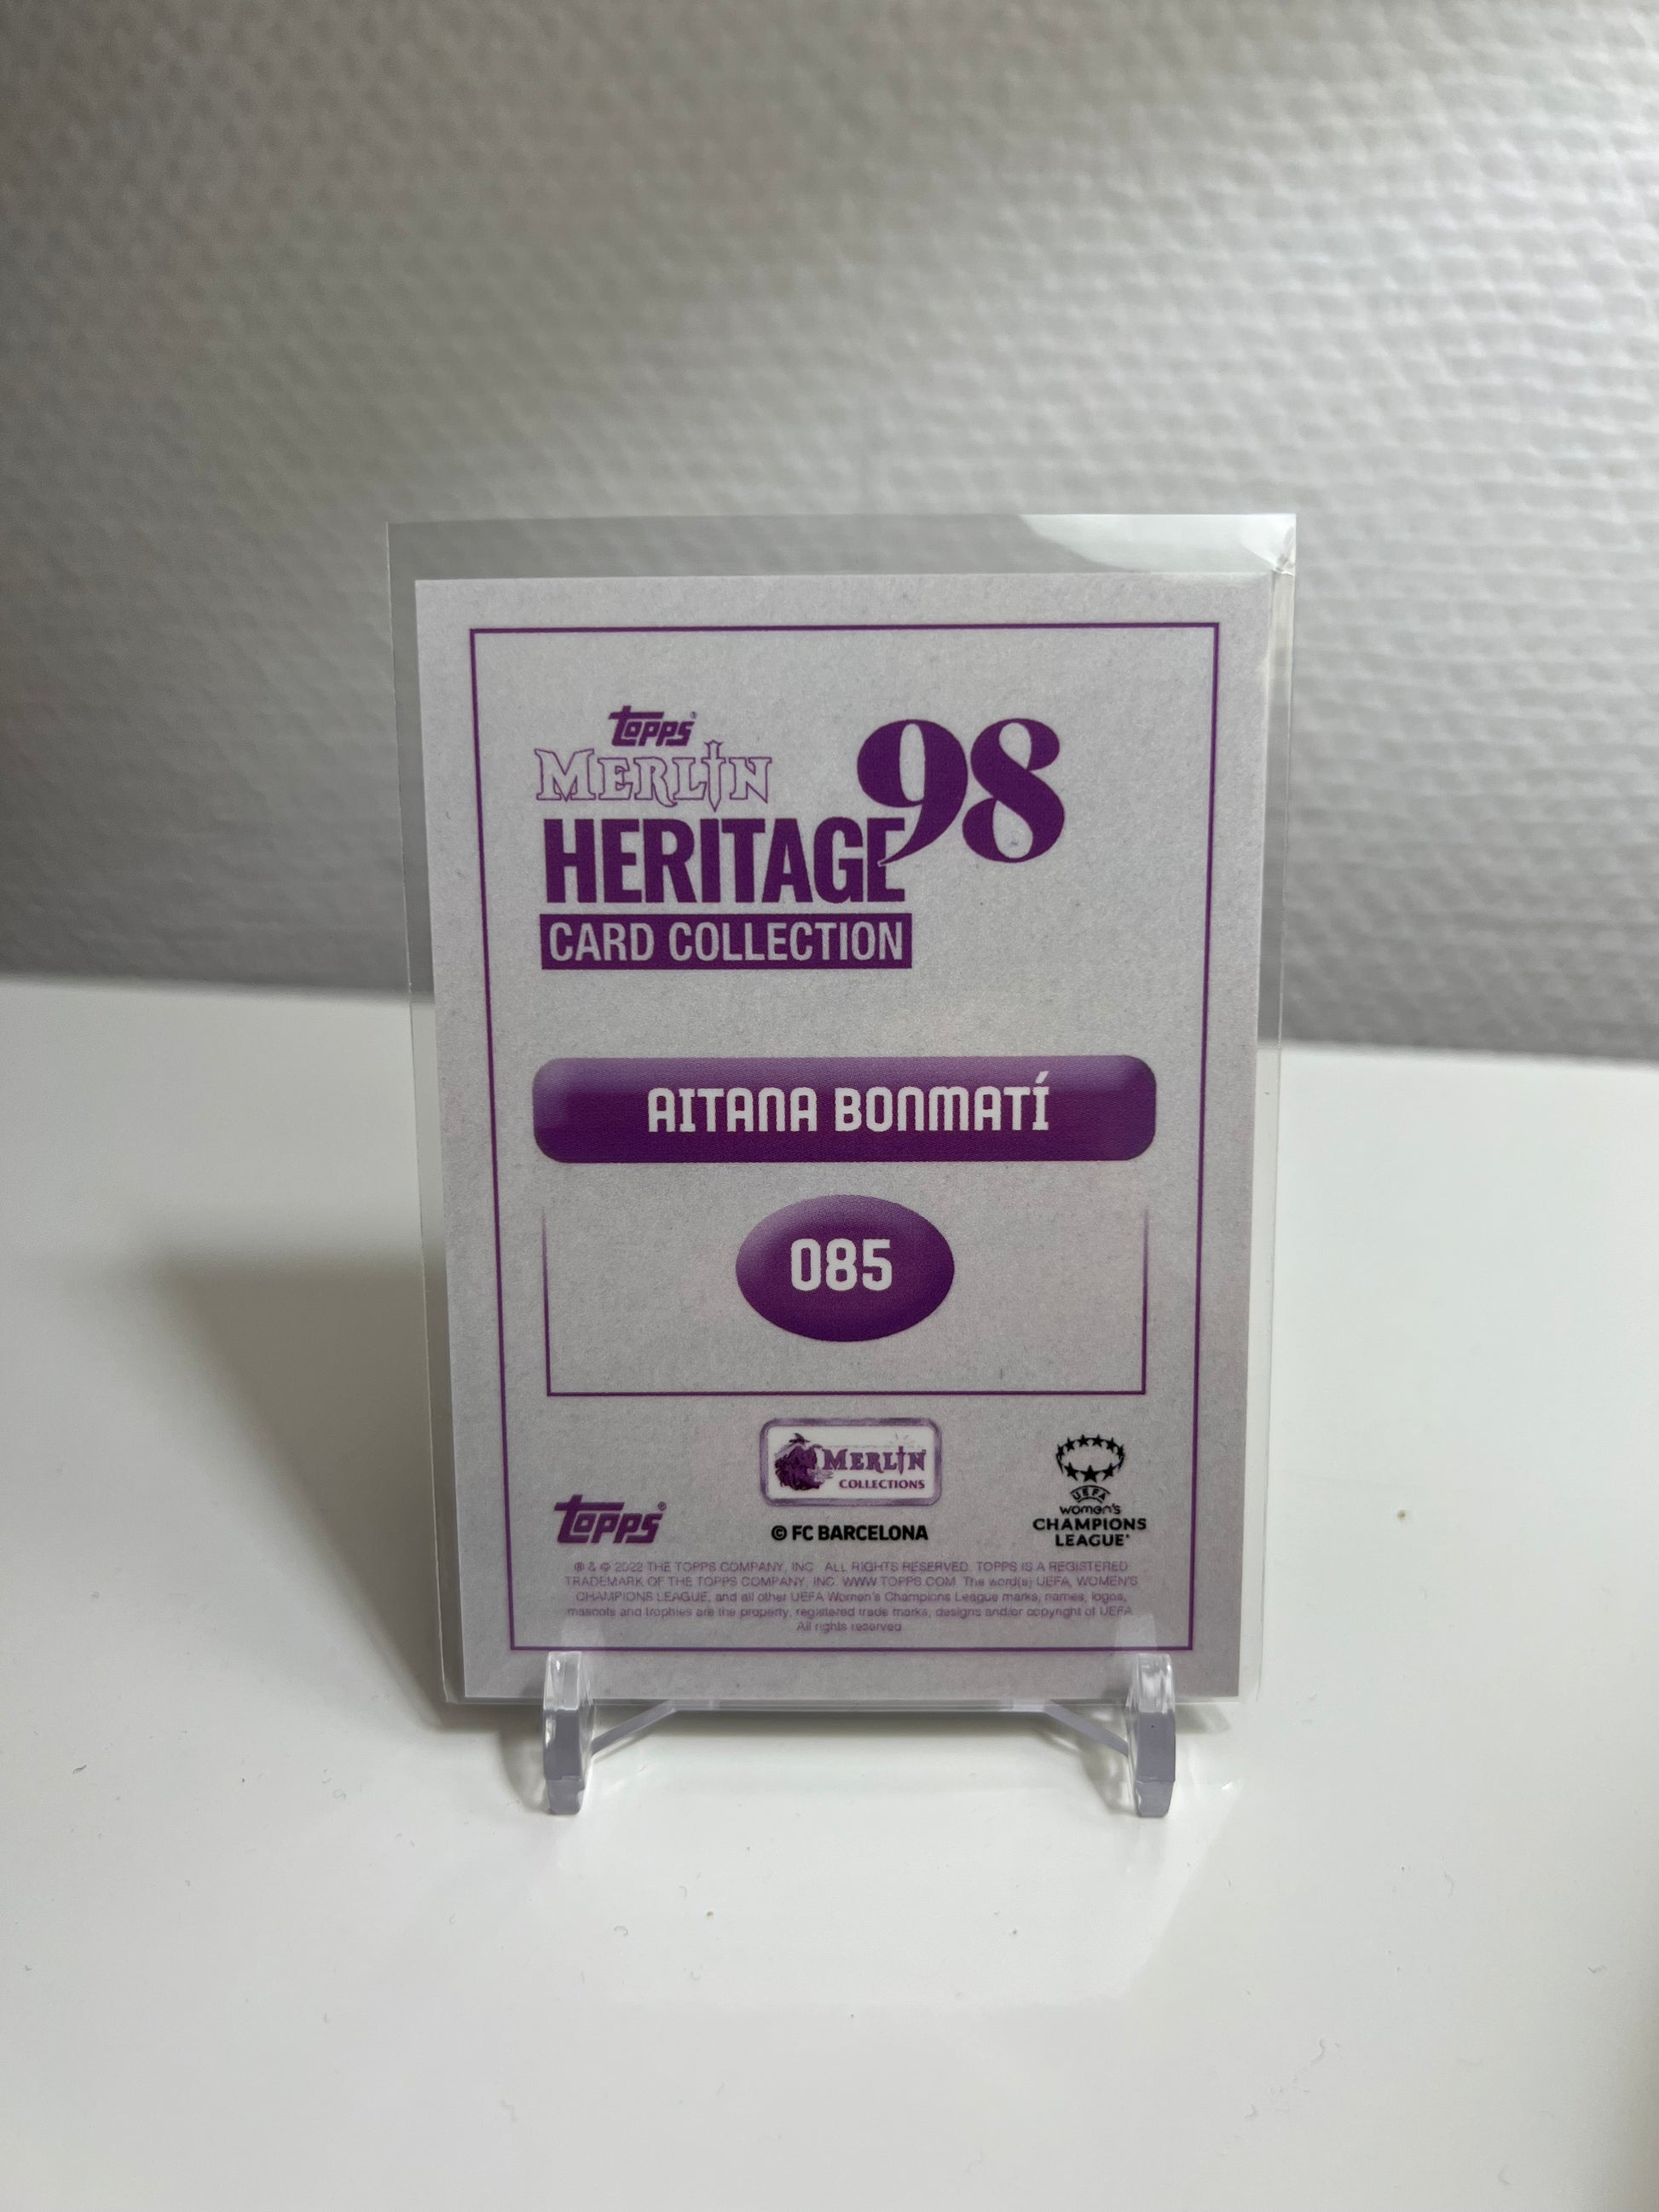 Topps®
MERLIN
HERITAGE 98
CARD COLLECTION
AITANA BONMATÍ
085
MERLIN
COLLECTIONS
Topps®
© FC BARCELONA
UEFA
women's
CHAMPIONS
LEAGUE
® & © 2022 THE TOPPS COMPANY, INC. ALL RIGHTS RESERVED. TOPPS IS A REGISTERED
TRADEMARK OF THE TOPPS COMPANY, INC. WWW.TOPPS.COM. The word(s) UEFA, WOMEN'S
CHAMPIONS LEAGUE, and all other UEFA Women's Champions League marks, names, logos,
mascots and trophies are the property, registered trade marks, designs and/or copyright of UEFA.
All rights reserved.